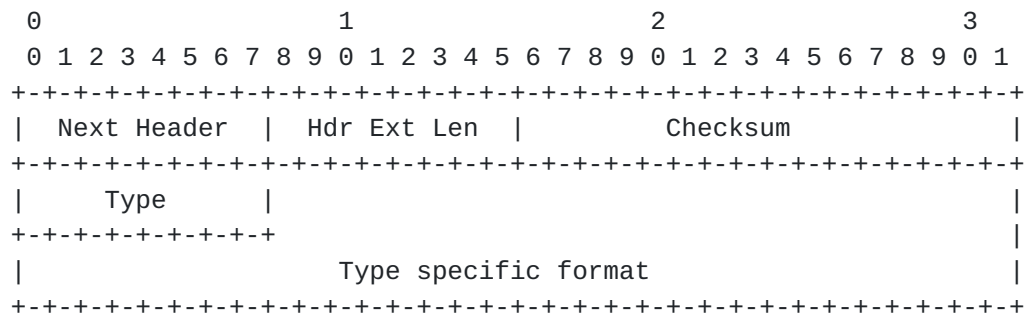 0                   1                   2                   3
 0 1 2 3 4 5 6 7 8 9 0 1 2 3 4 5 6 7 8 9 0 1 2 3 4 5 6 7 8 9 0 1
+-+-+-+-+-+-+-+-+-+-+-+-+-+-+-+-+-+-+-+-+-+-+-+-+-+-+-+-+-+-+-+-+
|  Next Header  |  Hdr Ext Len  |         Checksum              |
+-+-+-+-+-+-+-+-+-+-+-+-+-+-+-+-+-+-+-+-+-+-+-+-+-+-+-+-+-+-+-+-+
|     Type      |                                               |
+-+-+-+-+-+-+-+-+                                               |
|                    Type specific format                       |
+-+-+-+-+-+-+-+-+-+-+-+-+-+-+-+-+-+-+-+-+-+-+-+-+-+-+-+-+-+-+-+-+